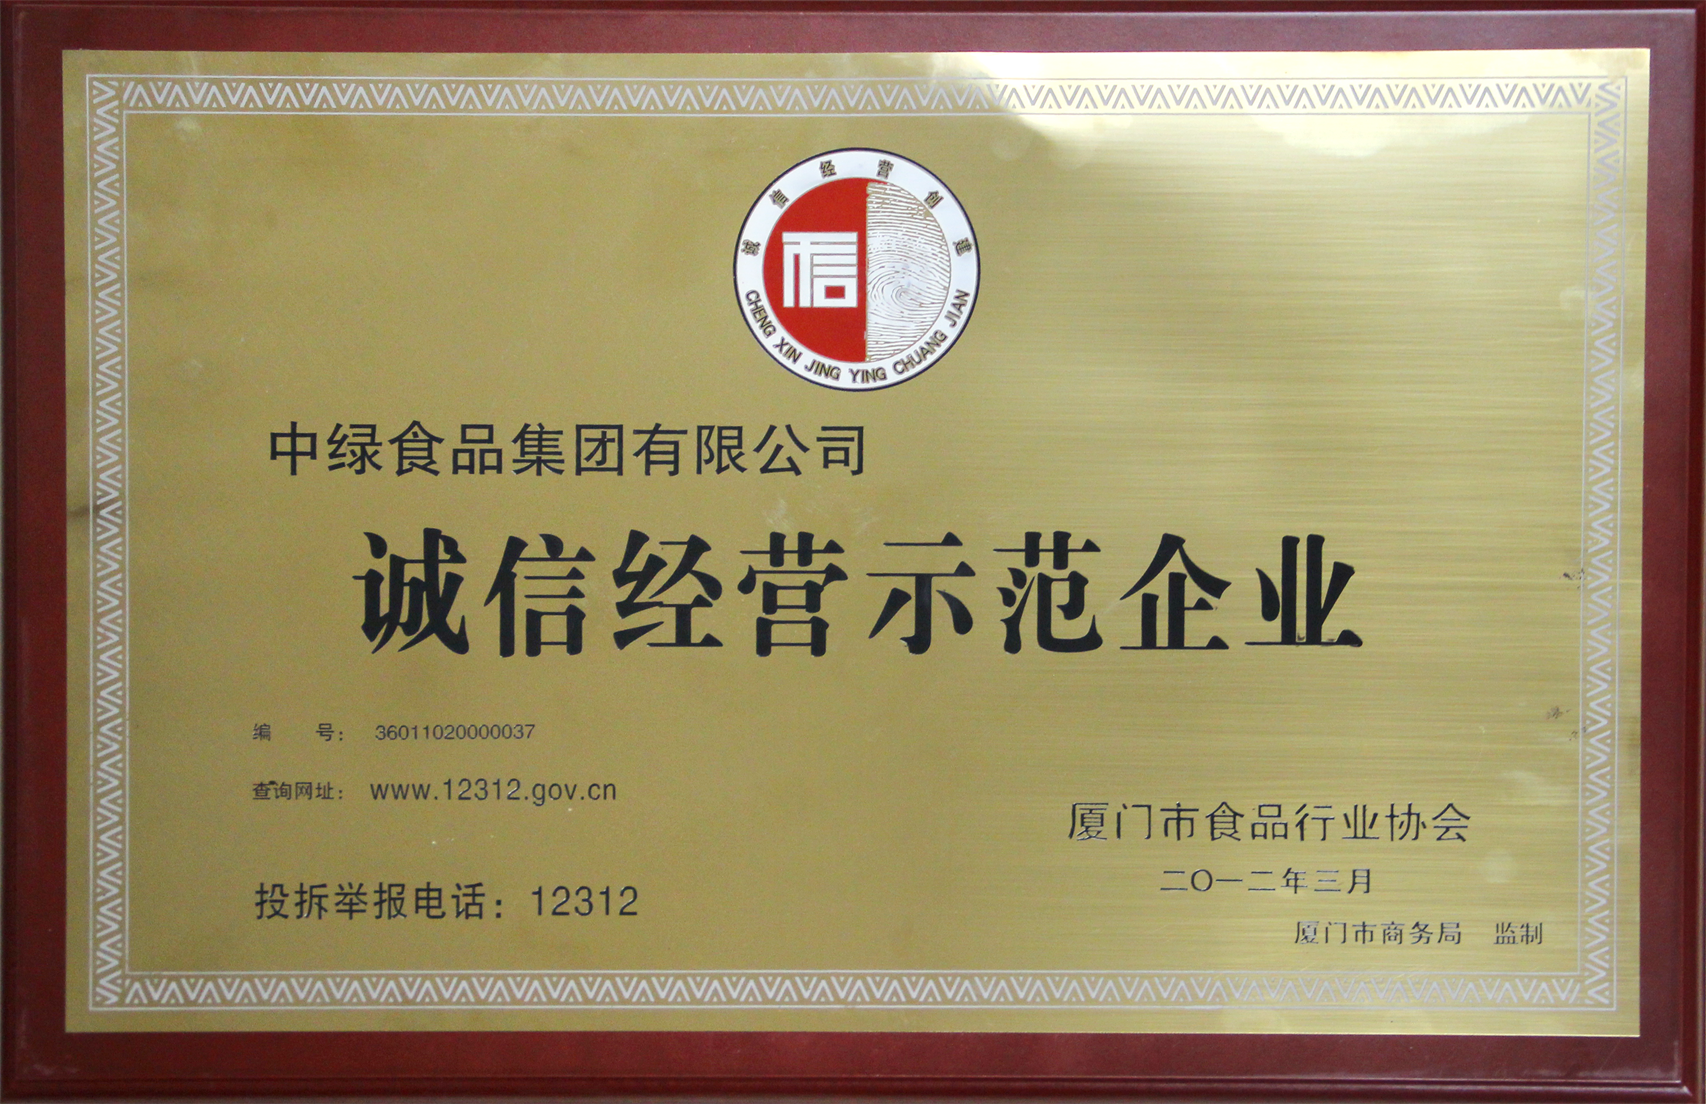 诚信经营创建
信
CHENG XIN JING YING CHUANG JIAN
中绿食品集团有限公司
诚信经营示范企业
编 号： 36011020000037
查询网址： www.12312.gov.cn
投拆举报电话：12312
厦门市食品行业协会
二〇一二年三月
厦门市商务局 监制